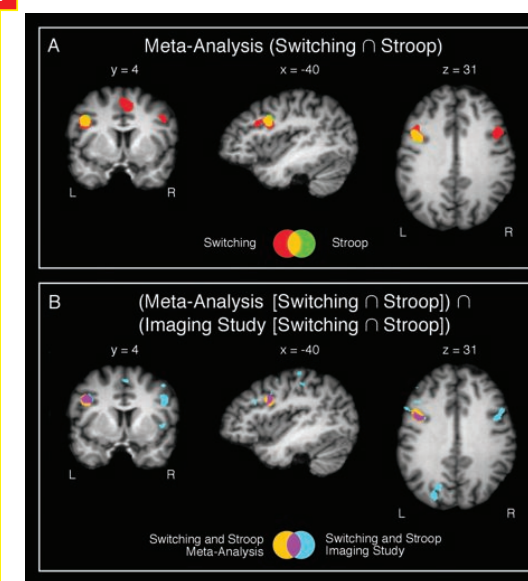 A
Meta-Analysis (Switching ∩ Stroop)
y = 4
x = -40
z = 31
L
R
L
R
Switching
Stroop
B
(Meta-Analysis [Switching ∩ Stroop]) ∩
(Imaging Study [Switching ∩ Stroop])
y = 4
x = -40
z = 31
L
R
L
R
Switching and Stroop
Meta-Analysis
Switching and Stroop
Imaging Study